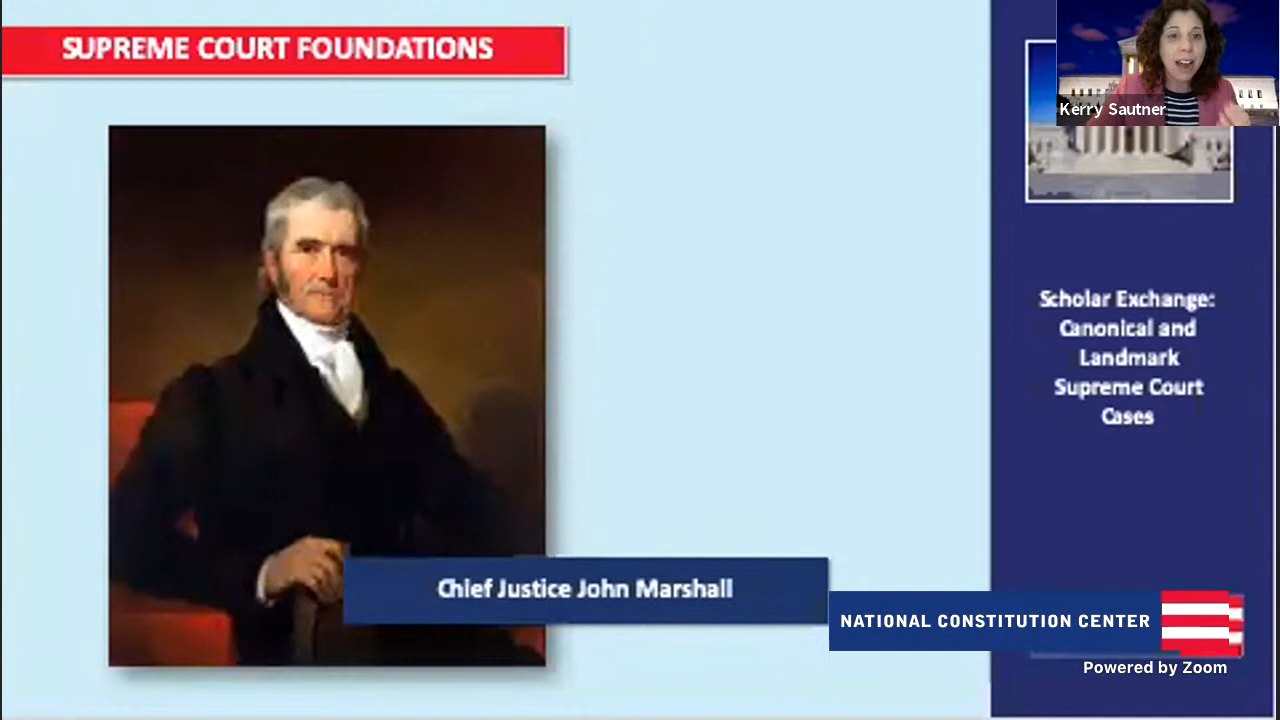 SUPREME COURT FOUNDATIONS
Kerry Sautner
Scholar Exchange:
Canonical and
Landmark
Supreme Court
Cases
Chief Justice John Marshall
NATIONAL CONSTITUTION CENTER
Powered by Zoom